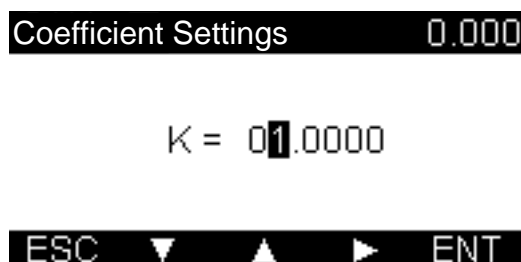 Coefficient Settings 0.000
K = 01.0000
ESC ▼ ▲ ► ENT